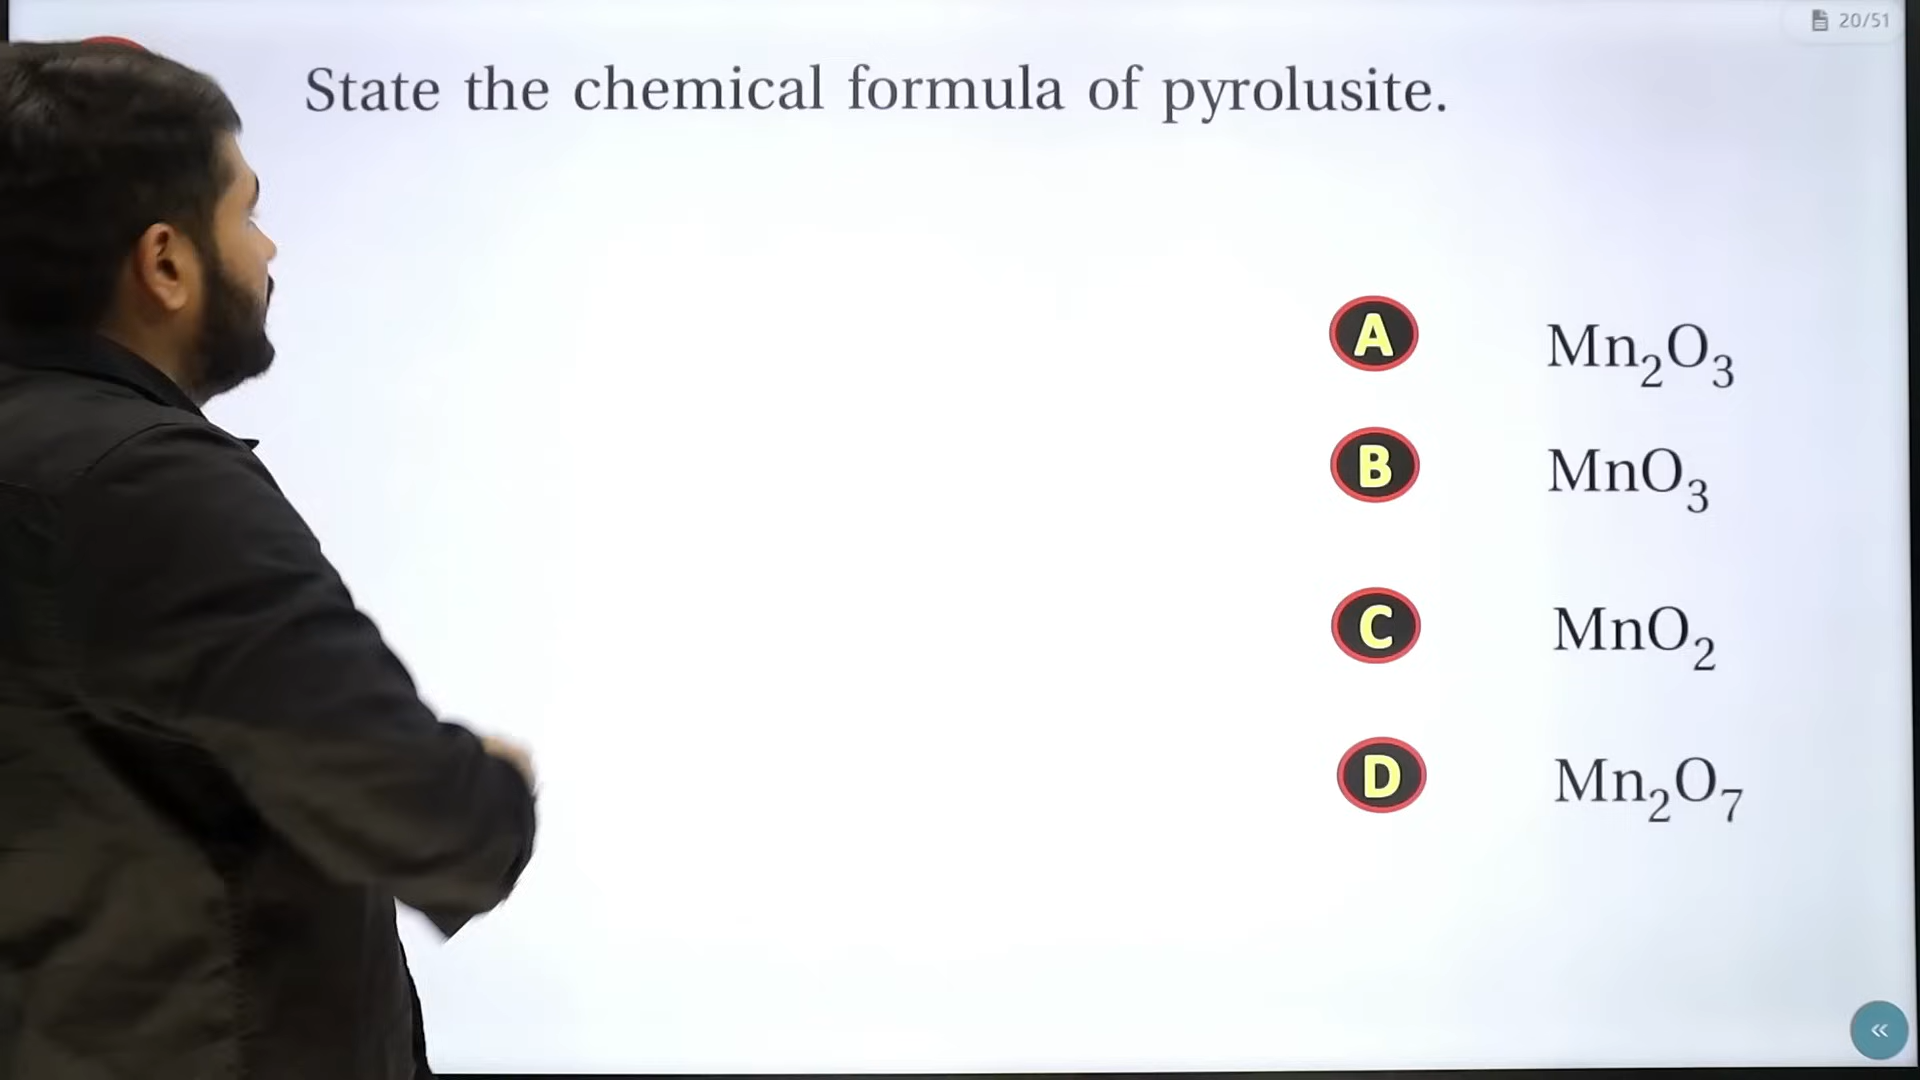 20/51
State the chemical formula of pyrolusite.
A Mn₂O₃
B MnO₃
C MnO₂
D Mn₂O₇
«